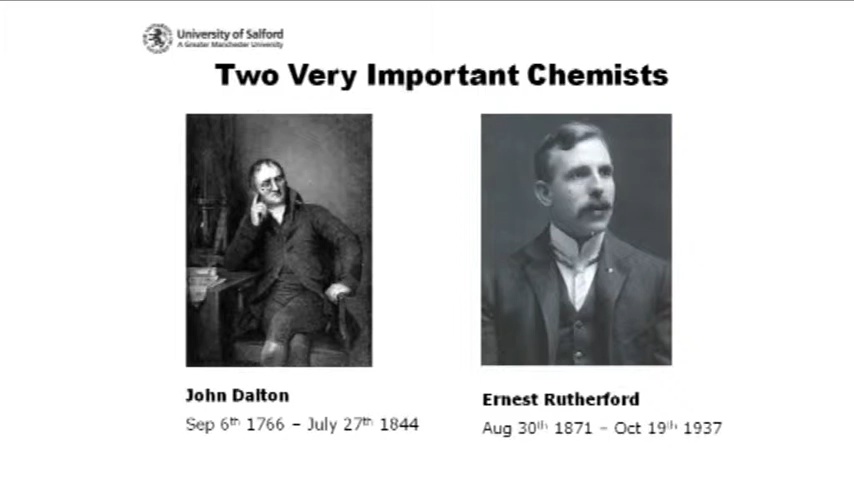 University of Salford
A Greater Manchester University
Two Very Important Chemists
John Dalton
Sep 6th 1766 – July 27th 1844
Ernest Rutherford
Aug 30th 1871 – Oct 19th 1937